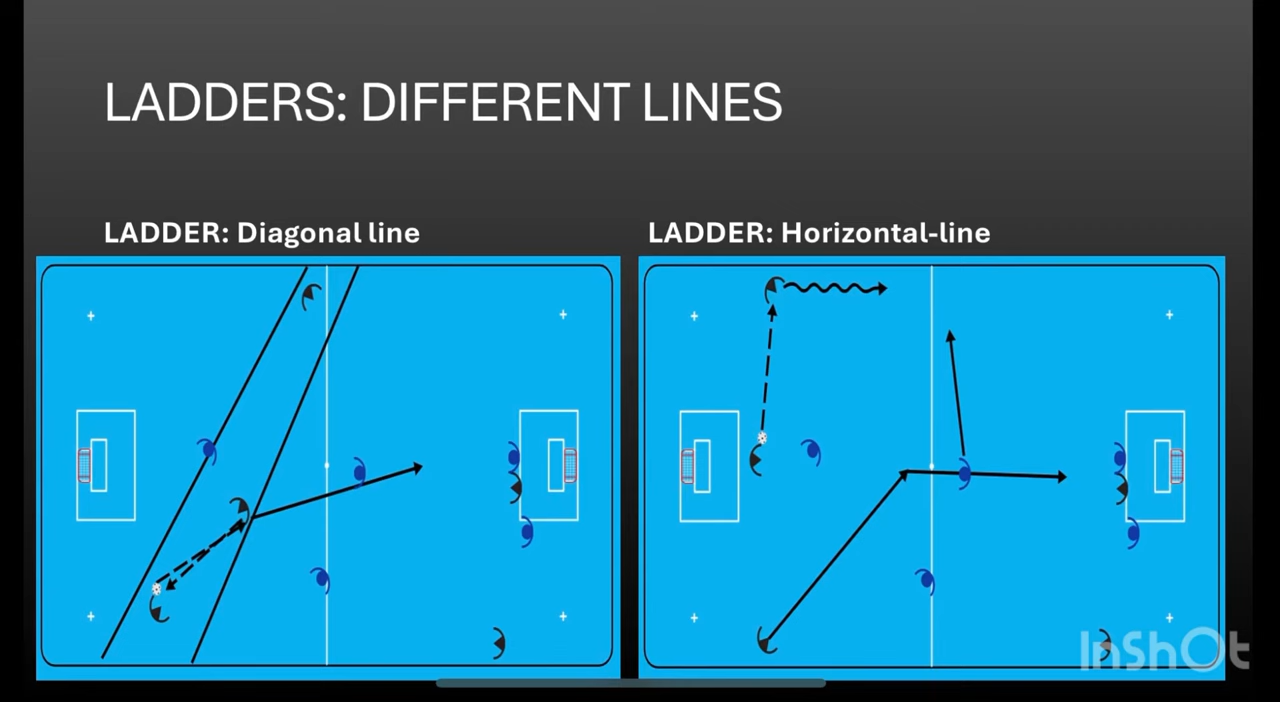 LADDERS: DIFFERENT LINES
LADDER: Diagonal line
LADDER: Horizontal-line
InShOt